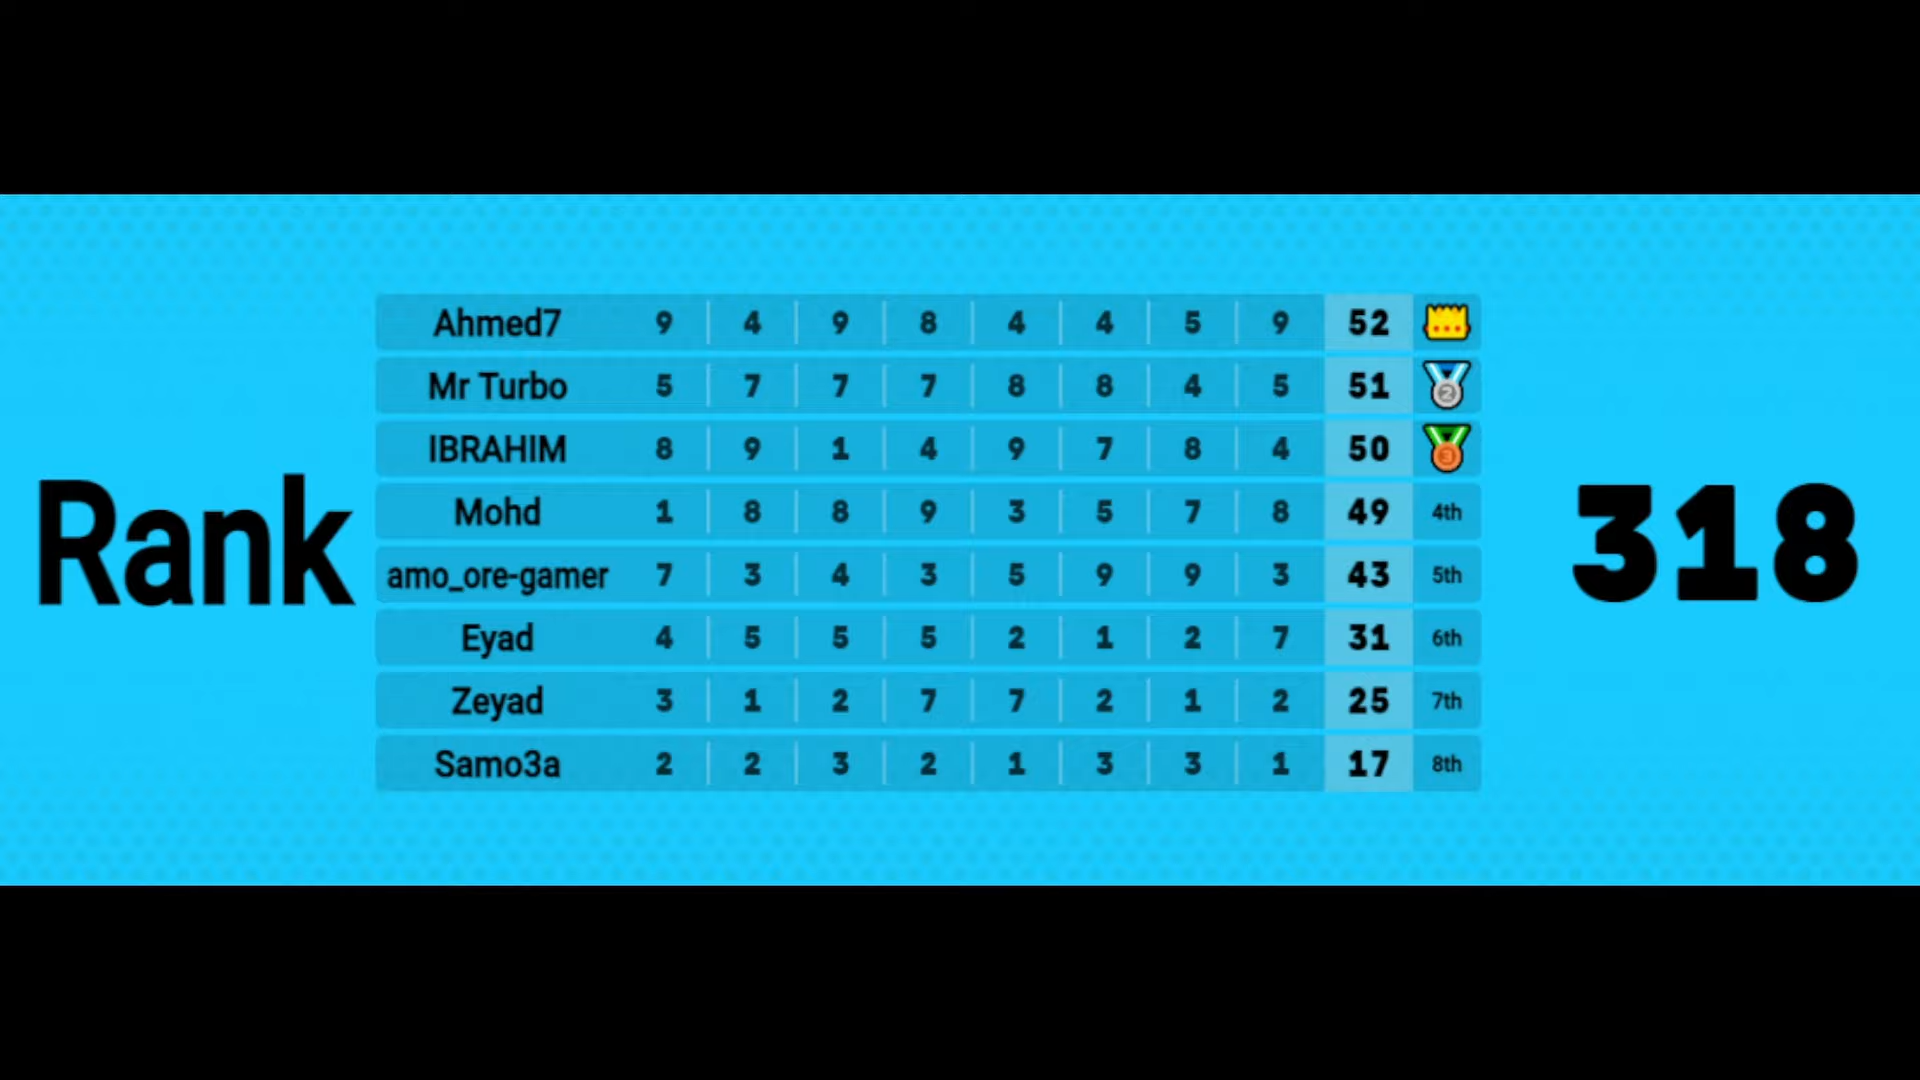 Rank
Ahmed7 9 4 9 8 4 4 5 9 52
Mr Turbo 5 7 7 7 8 8 4 5 51 2
IBRAHIM 8 9 1 4 9 7 8 4 50 3
Mohd 1 8 8 9 3 5 7 8 49 4th
amo_ore-gamer 7 3 4 3 5 9 9 3 43 5th
Eyad 4 5 5 5 2 1 2 7 31 6th
Zeyad 3 1 2 7 7 2 1 2 25 7th
Samo3a 2 2 3 2 1 3 3 1 17 8th
318